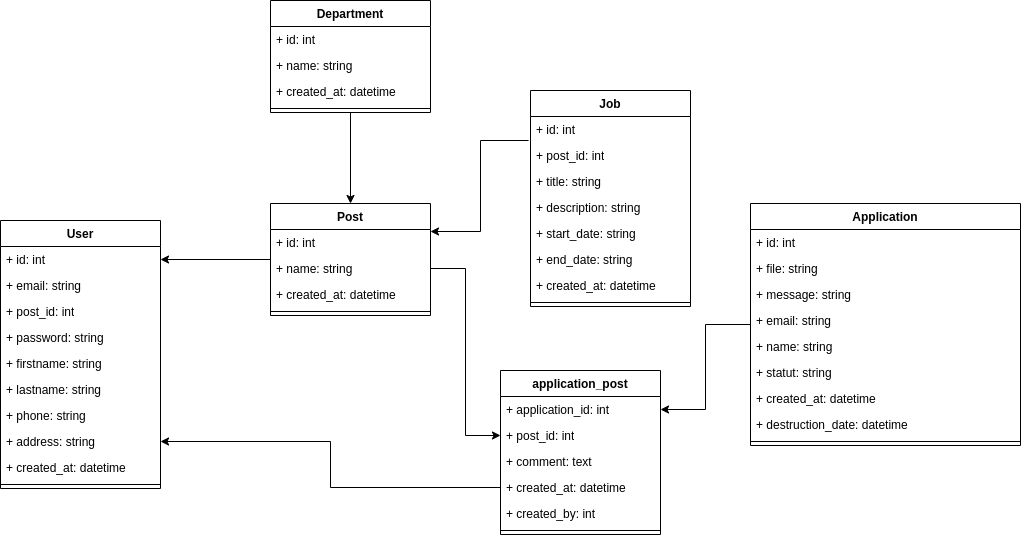 Department
+ id: int
+ name: string
+ created_at: datetime
Job
+ id: int
+ post_id: int
+ title: string
+ description: string
+ start_date: string
+ end_date: string
+ created_at: datetime
Post
+ id: int
+ name: string
+ created_at: datetime
User
+ id: int
+ email: string
+ post_id: int
+ password: string
+ firstname: string
+ lastname: string
+ phone: string
+ address: string
+ created_at: datetime
Application
+ id: int
+ file: string
+ message: string
+ email: string
+ name: string
+ statut: string
+ created_at: datetime
+ destruction_date: datetime
application_post
+ application_id: int
+ post_id: int
+ comment: text
+ created_at: datetime
+ created_by: int